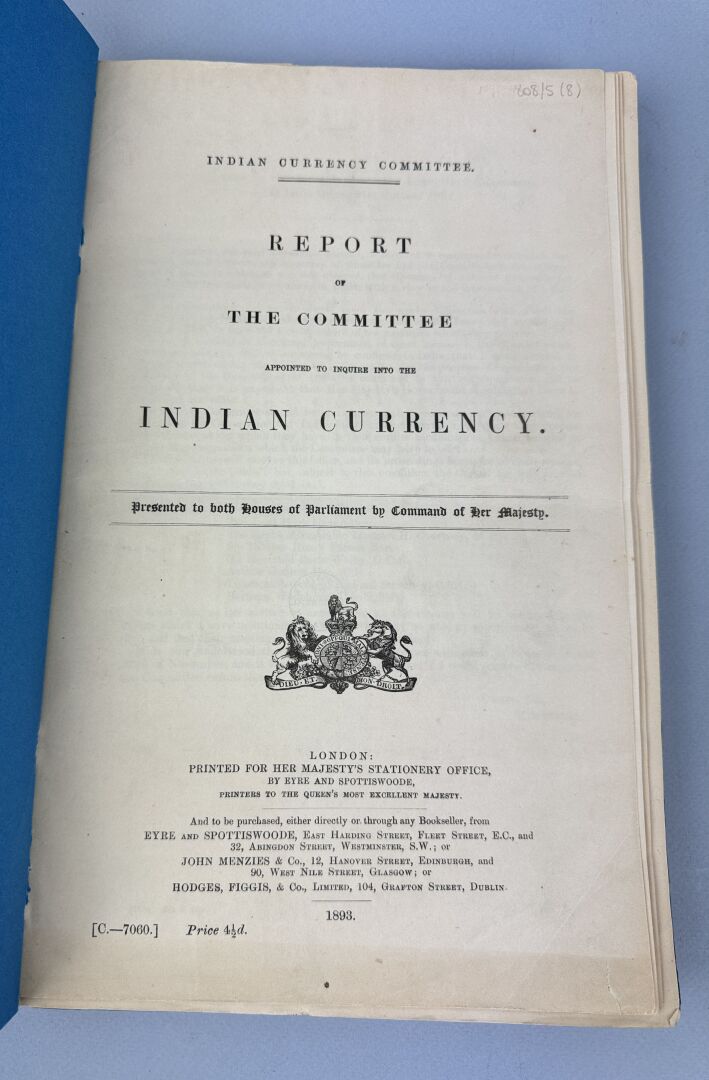 808/5 (8)
INDIAN CURRENCY COMMITTEE.
REPORT
OF
THE COMMITTEE
APPOINTED TO INQUIRE INTO THE
INDIAN CURRENCY.
Presented to both Houses of Parliament by Command of Her Majesty.
DIEU ET MON DROIT
LONDON:
PRINTED FOR HER MAJESTY'S STATIONERY OFFICE,
BY EYRE AND SPOTTISWOODE,
PRINTERS TO THE QUEEN'S MOST EXCELLENT MAJESTY.
And to be purchased, either directly or through any Bookseller, from
EYRE AND SPOTTISWOODE, EAST HARDING STREET, FLEET STREET, E.C., and
32, ABINGDON STREET, WESTMINSTER, S.W.; or
JOHN MENZIES & Co., 12, HANOVER STREET, EDINBURGH, and
90, WEST NILE STREET, GLASGOW; or
HODGES, FIGGIS, & Co., LIMITED, 104, GRAFTON STREET, DUBLIN.
1893.
[C.—7060.] Price 4½d.